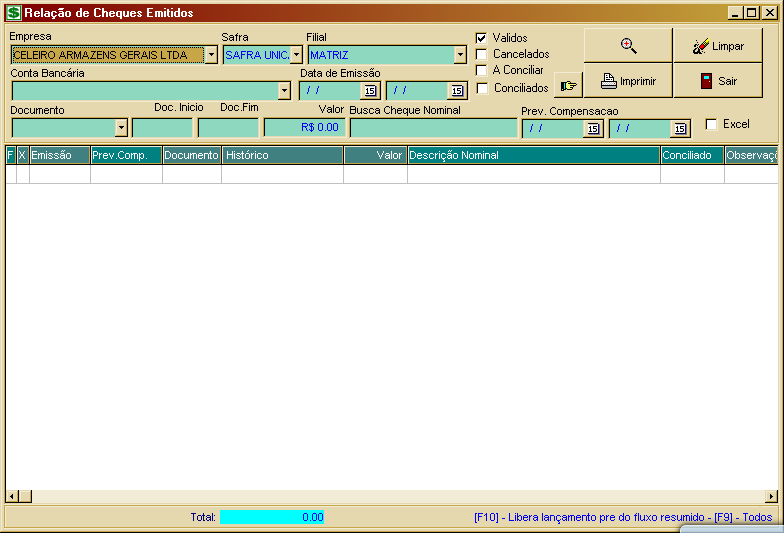 Relação de Cheques Emitidos
Empresa Safra Filial
CELEIRO ARMAZENS GERAIS LTDA SAFRA UNIC. MATRIZ
Validos
Cancelados
A Conciliar
Conciliados
Limpar
Imprimir Sair
Conta Bancária Data de Emissão
/ / 15 / / 15
Documento Doc. Inicio Doc.Fim Valor Busca Cheque Nominal Prev. Compensacao
R$ 0.00 / / 15 / / 15 Excel
F X Emissão Prev.Comp. Documento Histórico Valor Descrição Nominal Conciliado Observaçõ
Total: 0.00 [F10] - Libera lançamento pre do fluxo resumido - [F9] - Todos